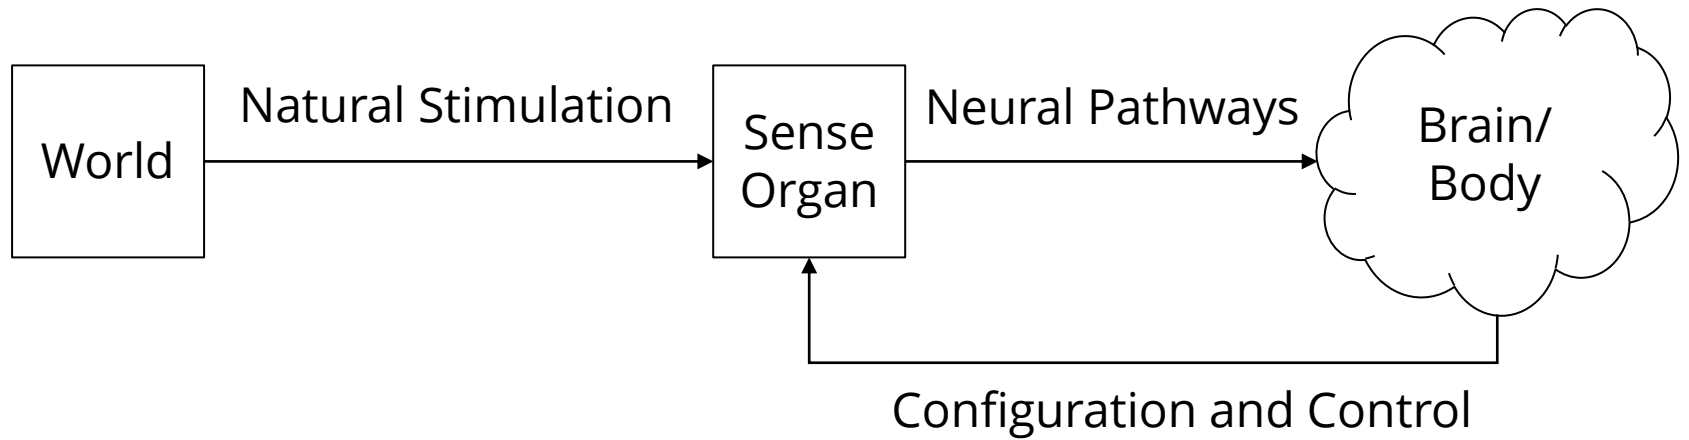 World
Natural Stimulation
Sense
Organ
Neural Pathways
Brain/
Body
Configuration and Control